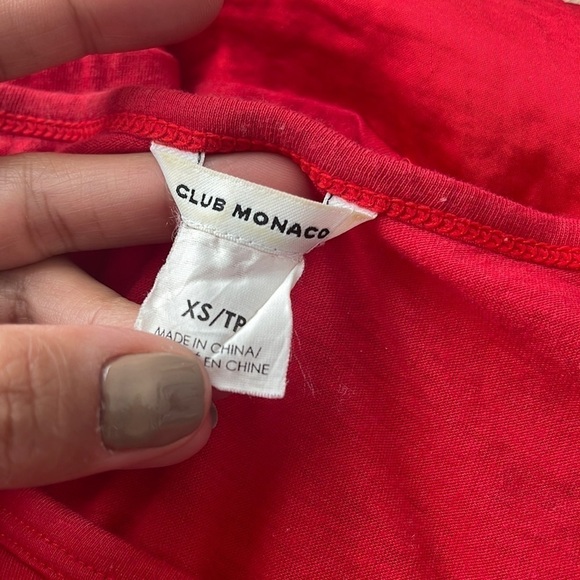 CLUB MONACO
XS/TP
MADE IN CHINA/
EN CHINE